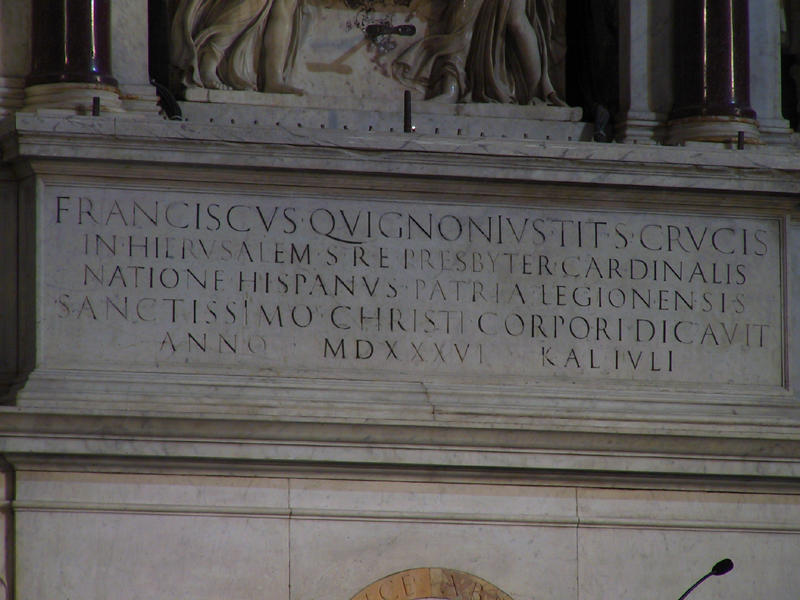 FRANCISCVS·QVIGNONIVS·TIT·S·CRVCIS
IN·HIERVSALEM·S·R·E·PRESBYTER·CARDINALIS
NATIONE·HISPANVS·PATRIA·LEGIONENSIS
SANCTISSIMO·CHRISTI·CORPORI·DICAVIT
ANNO MDXXXVI KAL·IVLI